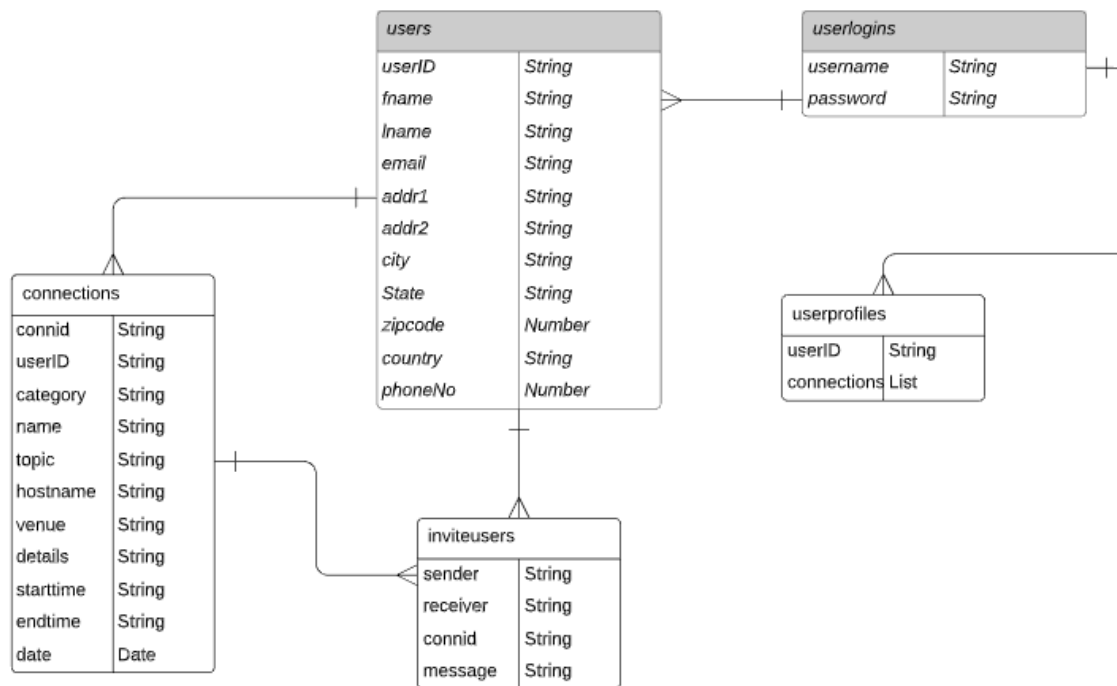 users
userID String
fname String
lname String
email String
addr1 String
addr2 String
city String
State String
zipcode Number
country String
phoneNo Number
userlogins
username String
password String
connections
connid String
userID String
category String
name String
topic String
hostname String
venue String
details String
starttime String
endtime String
date Date
userprofiles
userID String
connections List
inviteusers
sender String
receiver String
connid String
message String